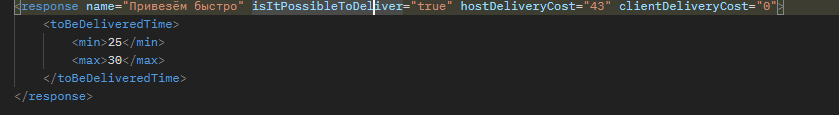 <response name="Привезём быстро" isItPossibleToDeliver="true" hostDeliveryCost="43" clientDeliveryCost="0">
<toBeDeliveredTime>
<min>25</min>
<max>30</max>
</toBeDeliveredTime>
</response>